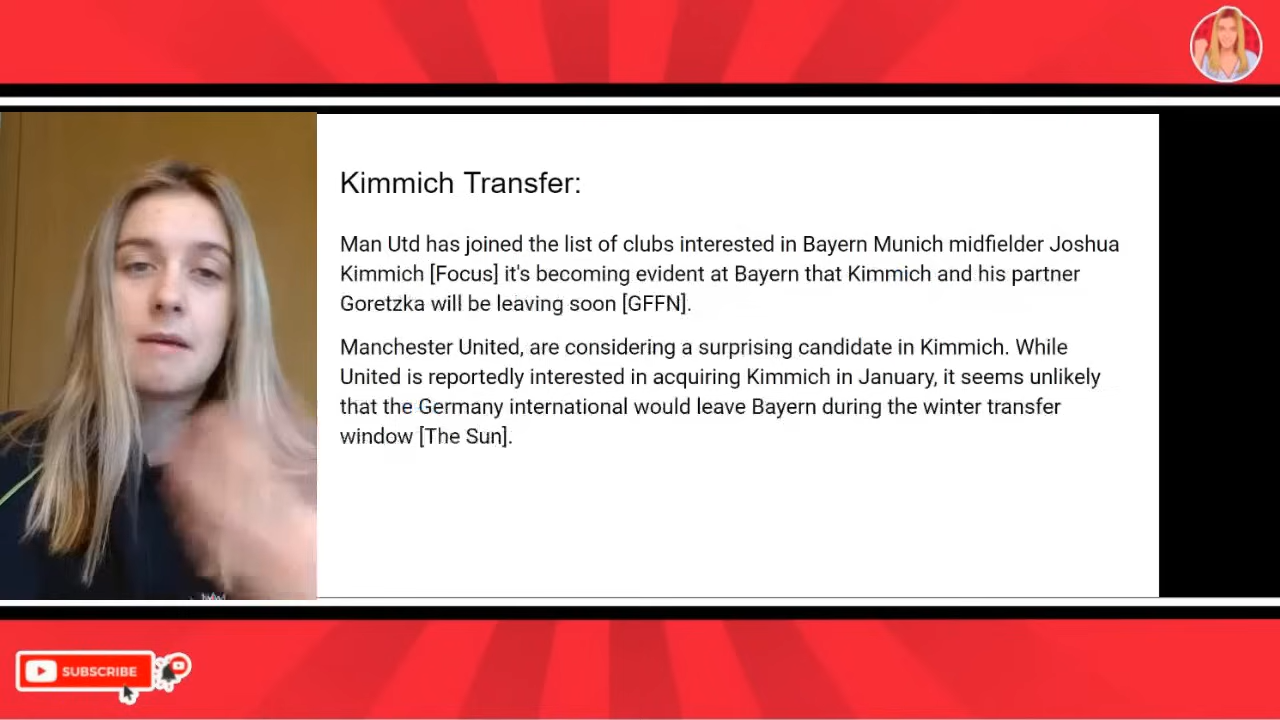 Kimmich Transfer:
Man Utd has joined the list of clubs interested in Bayern Munich midfielder Joshua
Kimmich [Focus] it's becoming evident at Bayern that Kimmich and his partner
Goretzka will be leaving soon [GFFN].
Manchester United, are considering a surprising candidate in Kimmich. While
United is reportedly interested in acquiring Kimmich in January, it seems unlikely
that the Germany international would leave Bayern during the winter transfer
window [The Sun].
SUBSCRIBE